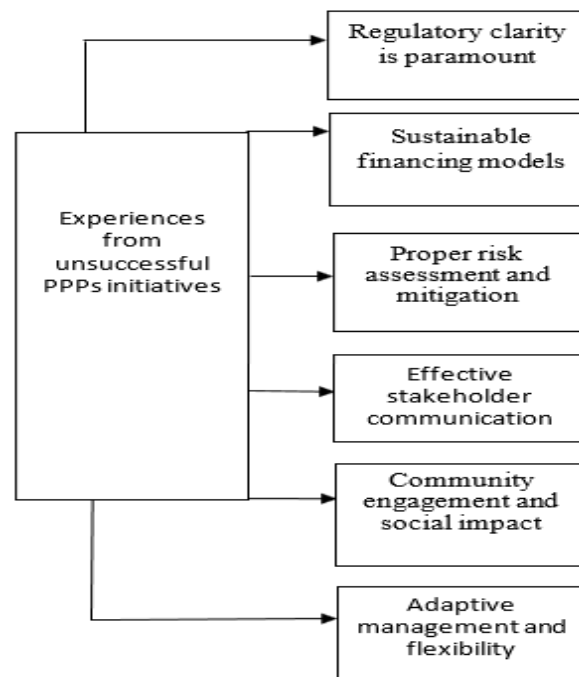 Regulatory clarity
is paramount
Sustainable
financing models
Experiences
from
unsuccessful
PPPs initiatives
Proper risk
assessment and
mitigation
Effective
stakeholder
communication
Community
engagement and
social impact
Adaptive
management and
flexibility